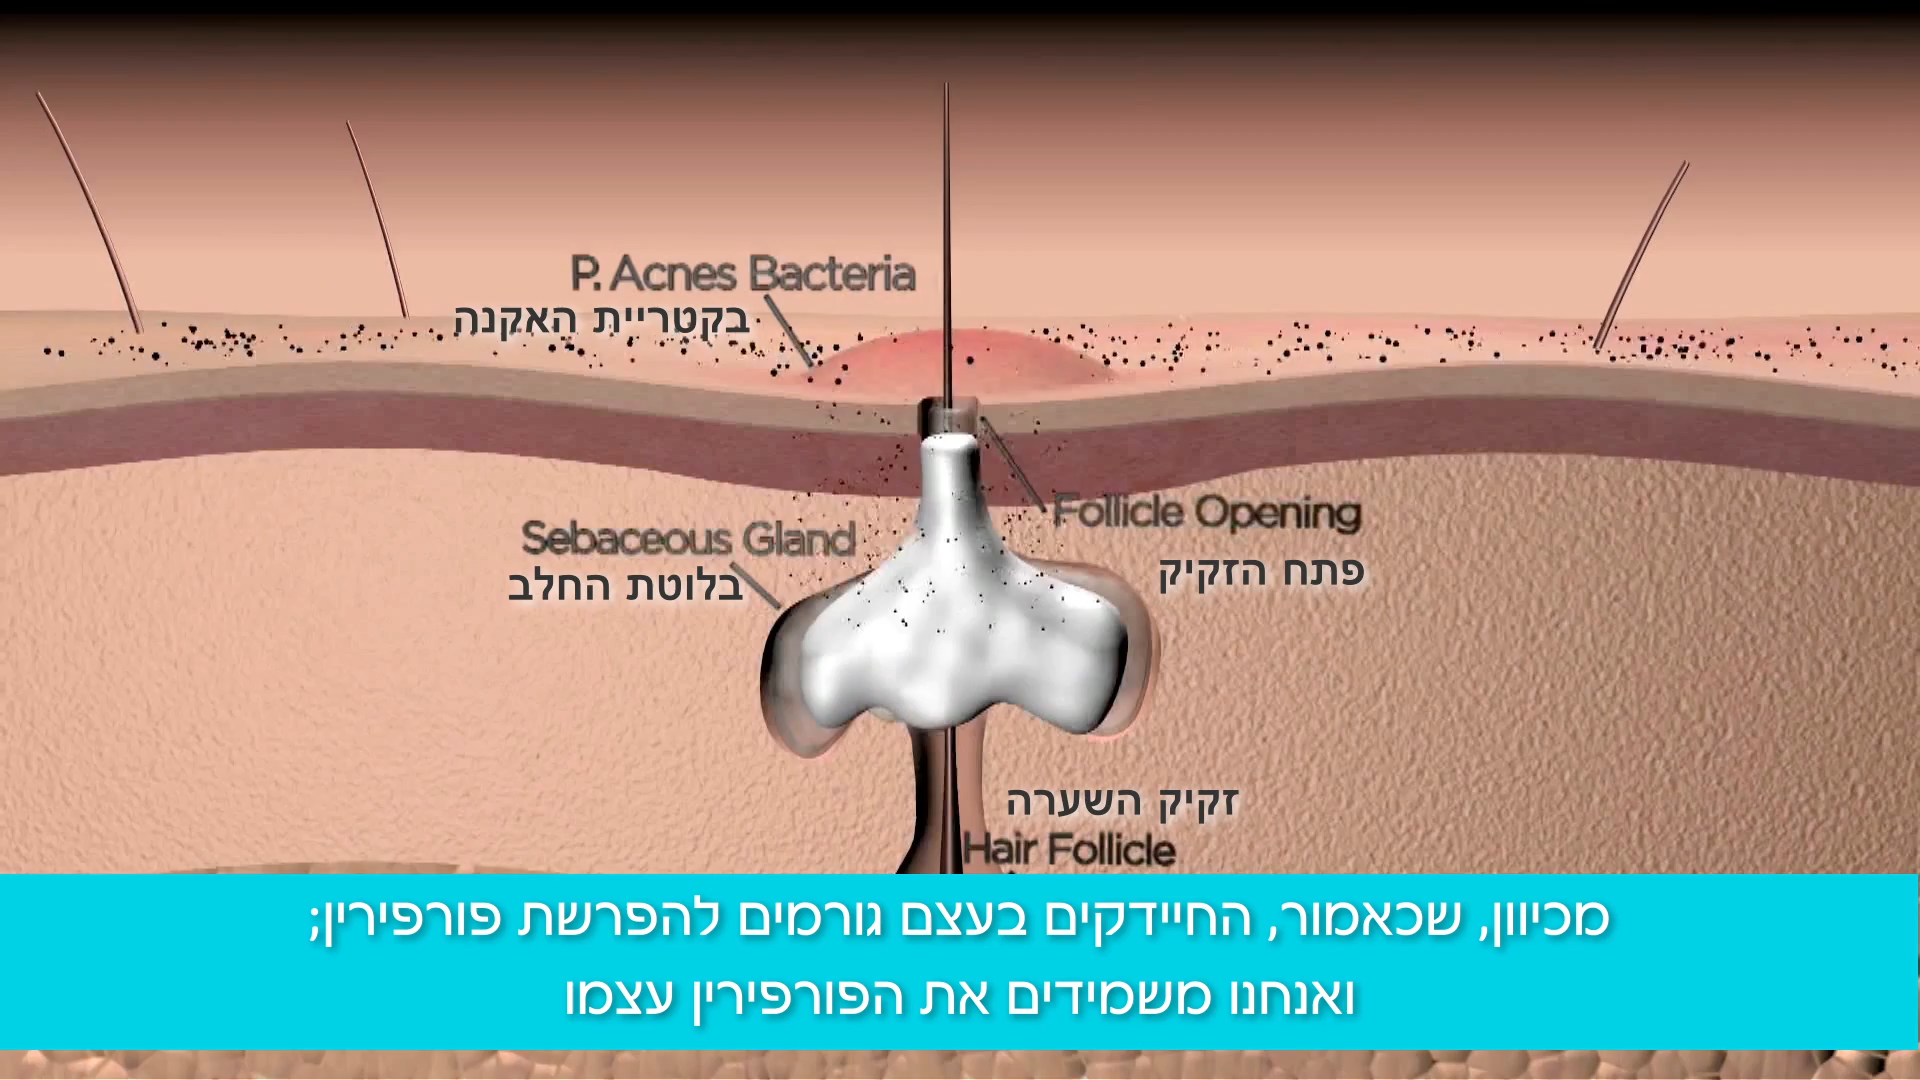 P. Acnes Bacteria
בקטריית האקנה
Follicle Opening
פתח הזקיק
Sebaceous Gland
בלוטת החלב
זקיק השערה
Hair Follicle
מכיוון, שכאמור, החיידקים בעצם גורמים להפרשת פורפירין;
ואנחנו משמידים את הפורפירין עצמו